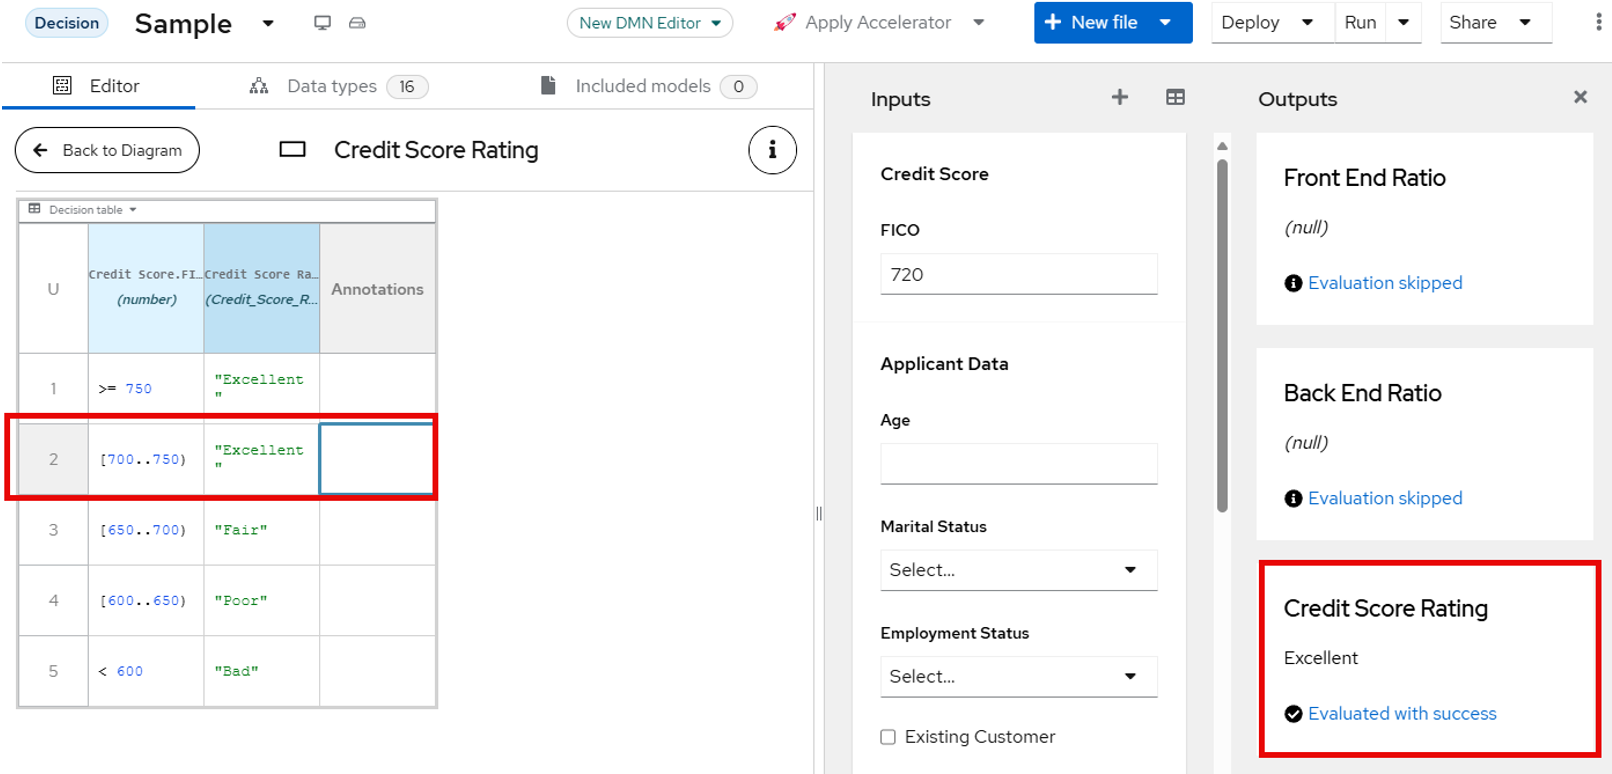 Decision Sample New DMN Editor Apply Accelerator New file Deploy Run Share
Editor Data types 16 Included models 0
Back to Diagram Credit Score Rating i
Decision table
U Credit Score.FI… (number) Credit Score Ra… (Credit_Score_R… Annotations
1 >= 750 "Excellent
"
2 [700..750) "Excellent
"
3 [650..700) "Fair"
4 [600..650) "Poor"
5 < 600 "Bad"
Inputs
Credit Score
FICO
720
Applicant Data
Age
Marital Status
Select...
Employment Status
Select...
Existing Customer
Outputs
Front End Ratio
(null)
Evaluation skipped
Back End Ratio
(null)
Evaluation skipped
Credit Score Rating
Excellent
Evaluated with success